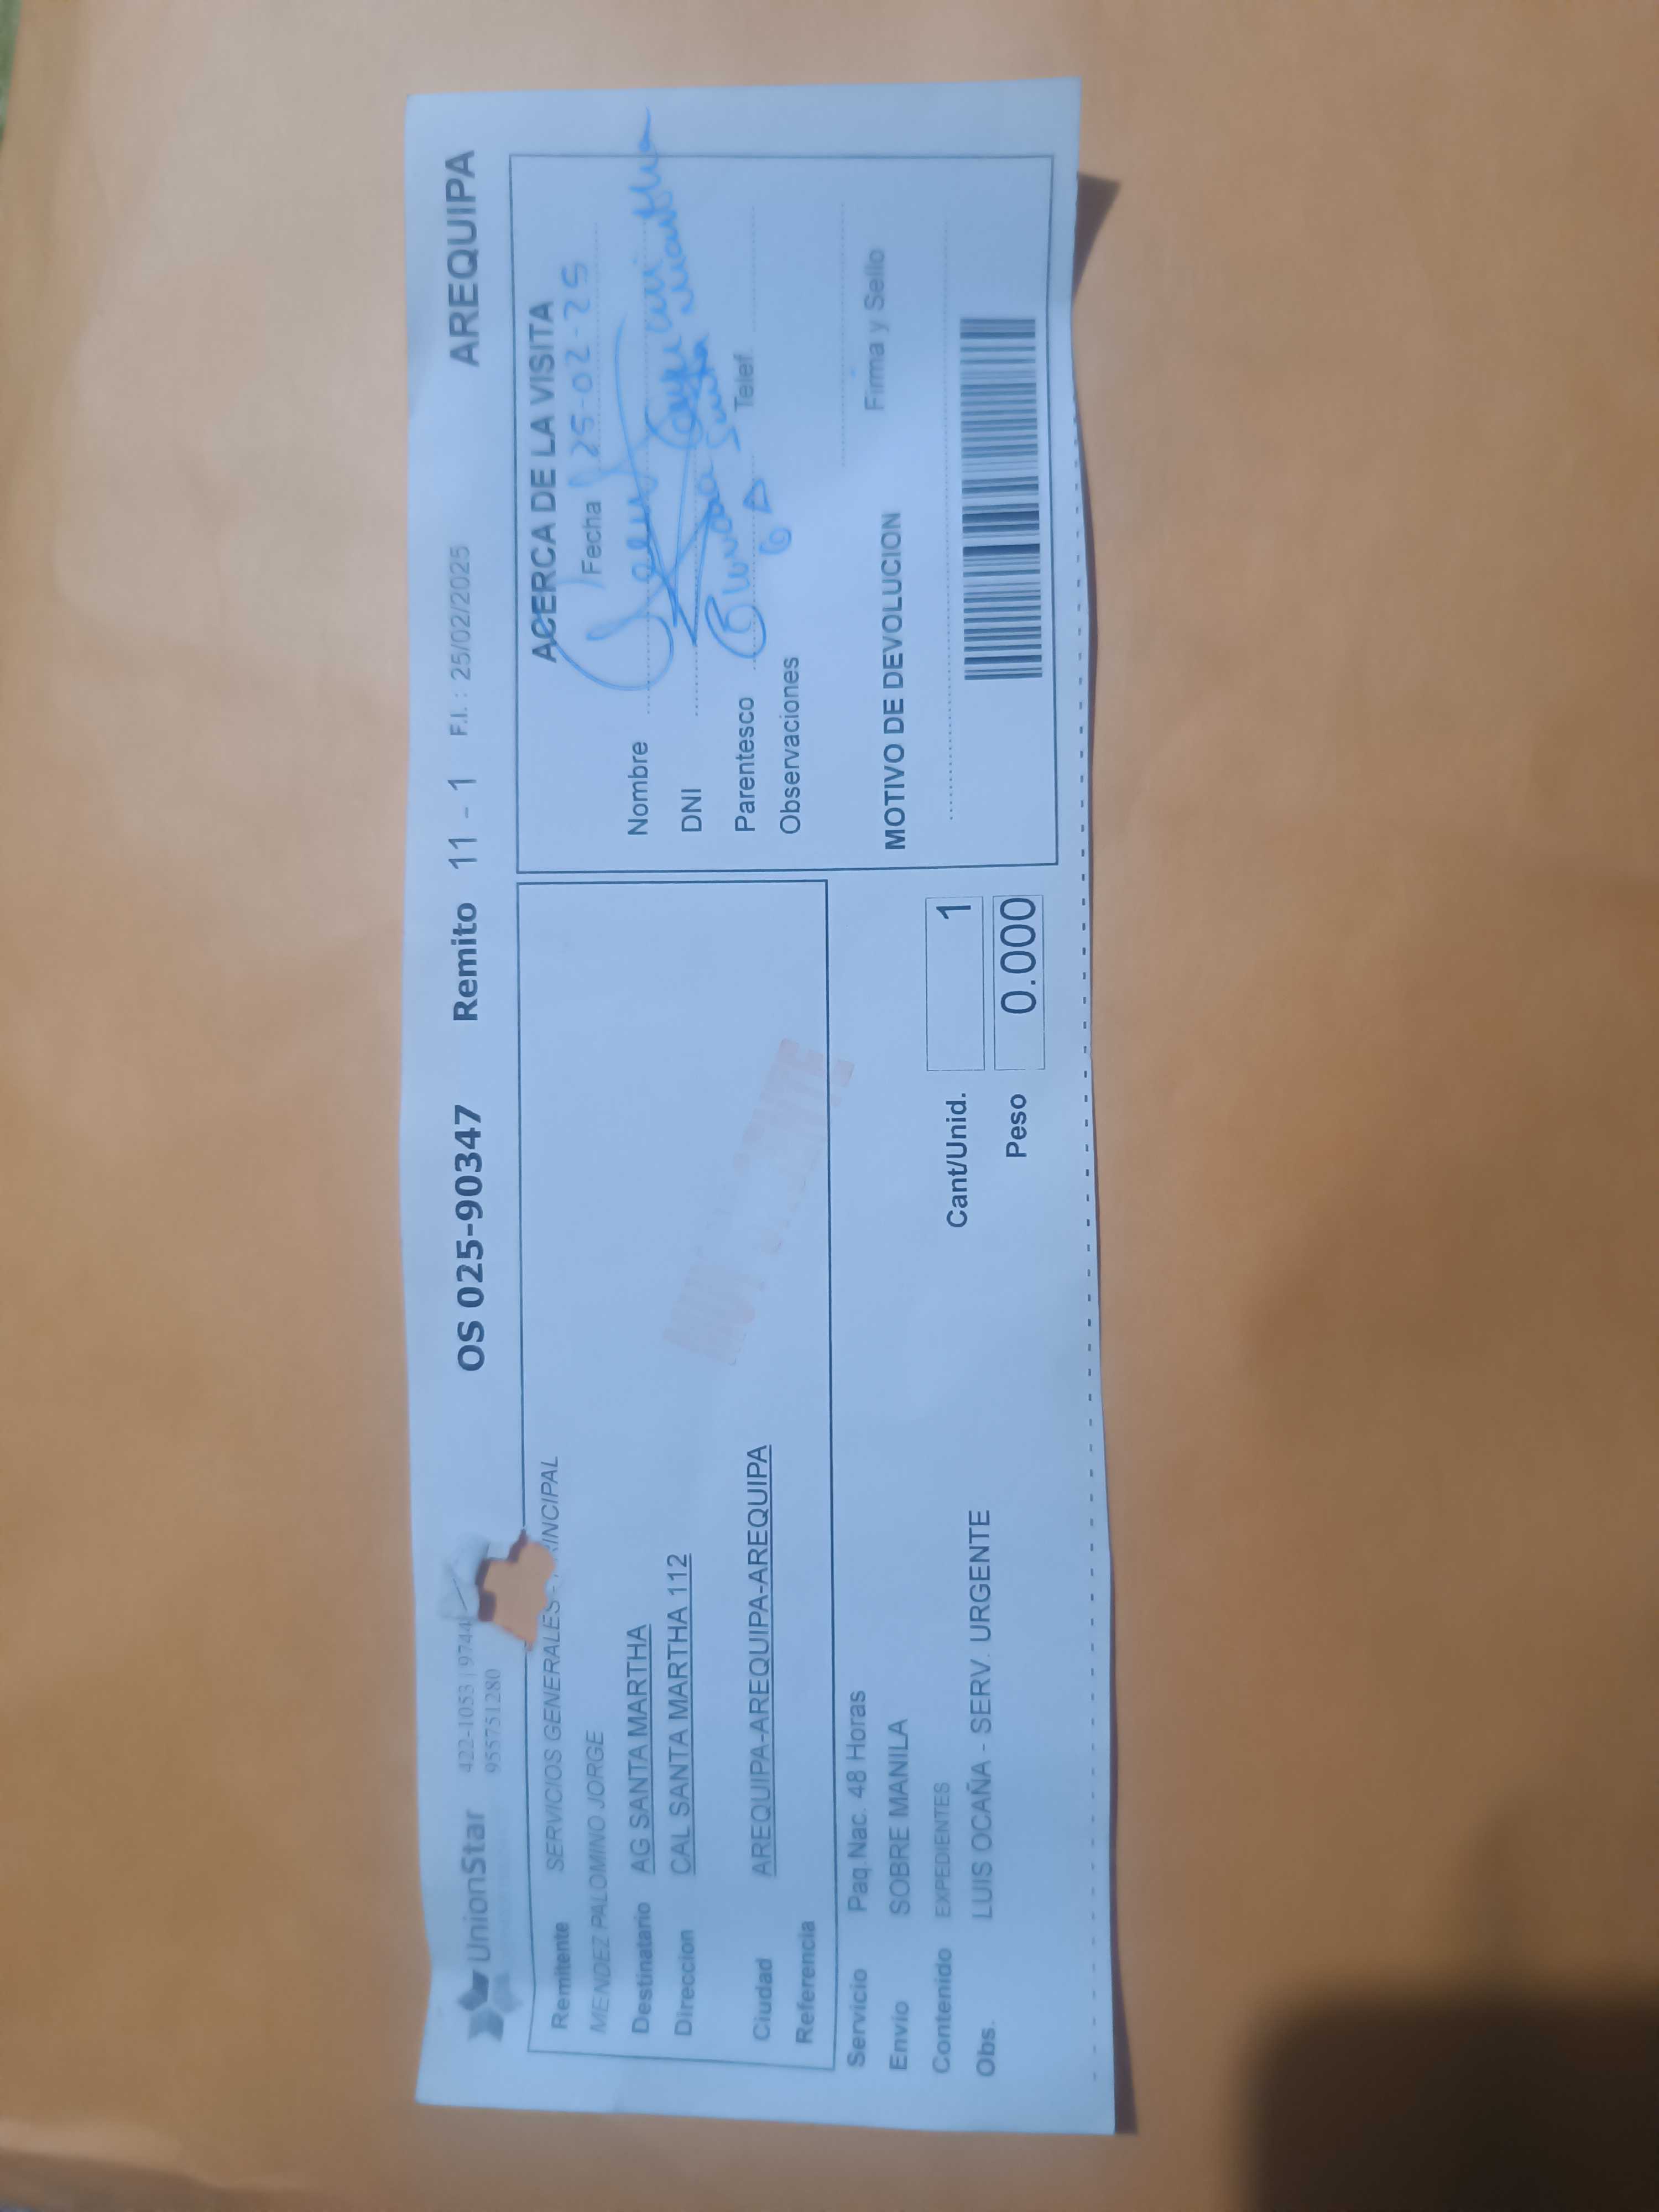 UnionStar 422-1053 | 9744
955751280
OS 025-90347 Remito 11 - 1 F.I. : 25/02/2025 AREQUIPA
Remitente SERVICIOS GENERALES - INCIPAL
MENDEZ PALOMINO JORGE
Destinatario AG SANTA MARTHA
Direccion CAL SANTA MARTHA 112
Ciudad AREQUIPA-AREQUIPA-AREQUIPA
Referencia
Servicio Paq.Nac. 48 Horas
Envio SOBRE MANILA
Contenido EXPEDIENTES
Obs. LUIS OCAÑA - SERV. URGENTE
Cant/Unid. 1
Peso 0.000
ACERCA DE LA VISITA
Fecha 25-02-25
Nombre
DNI
Parentesco Telef.
Observaciones
Firma y Sello
MOTIVO DE DEVOLUCION